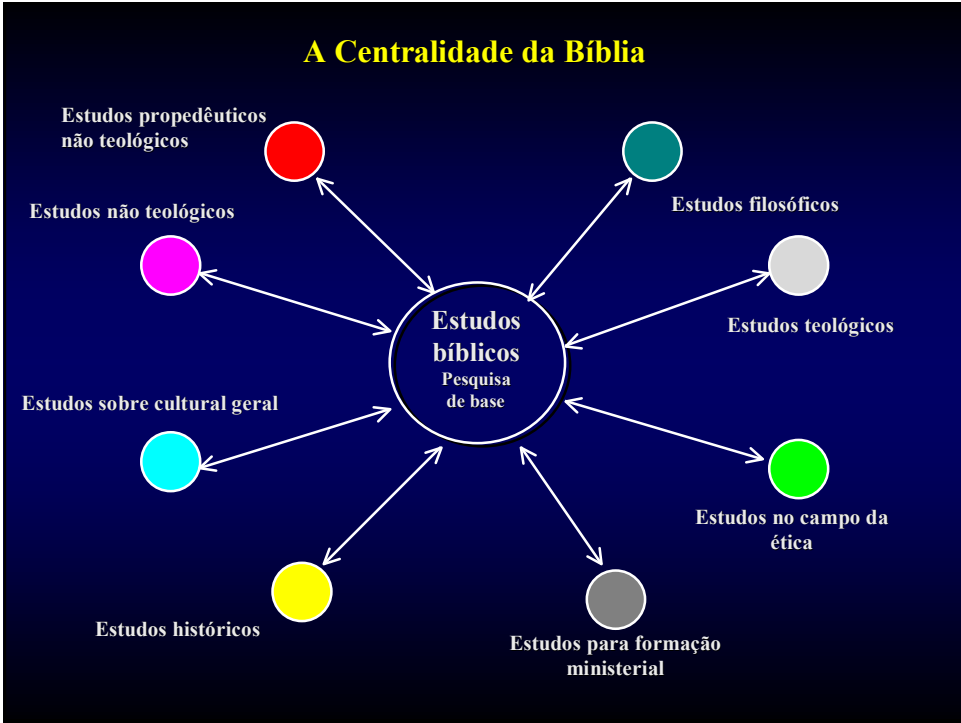 A Centralidade da Bíblia
Estudos propedêuticos
não teológicos
Estudos não teológicos
Estudos filosóficos
Estudos teológicos
Estudos
bíblicos
Pesquisa
de base
Estudos sobre cultural geral
Estudos no campo da
ética
Estudos históricos
Estudos para formação
ministerial